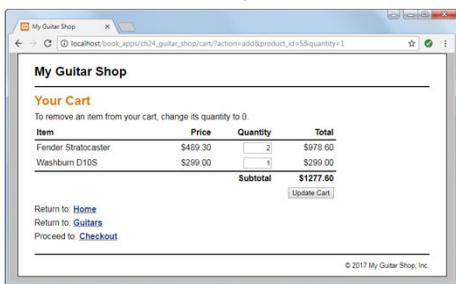 My Guitar Shop
localhost/book_apps/ch24_guitar_shop/cart/?action=add&product_id=5&quantity=1
My Guitar Shop
Your Cart
To remove an item from your cart, change its quantity to 0.
Item Price Quantity Total
Fender Stratocaster $489.30 2 $978.60
Washburn D10S $299.00 1 $299.00
Subtotal $1277.60
Update Cart
Return to: Home
Return to: Guitars
Proceed to: Checkout
© 2017 My Guitar Shop, Inc.